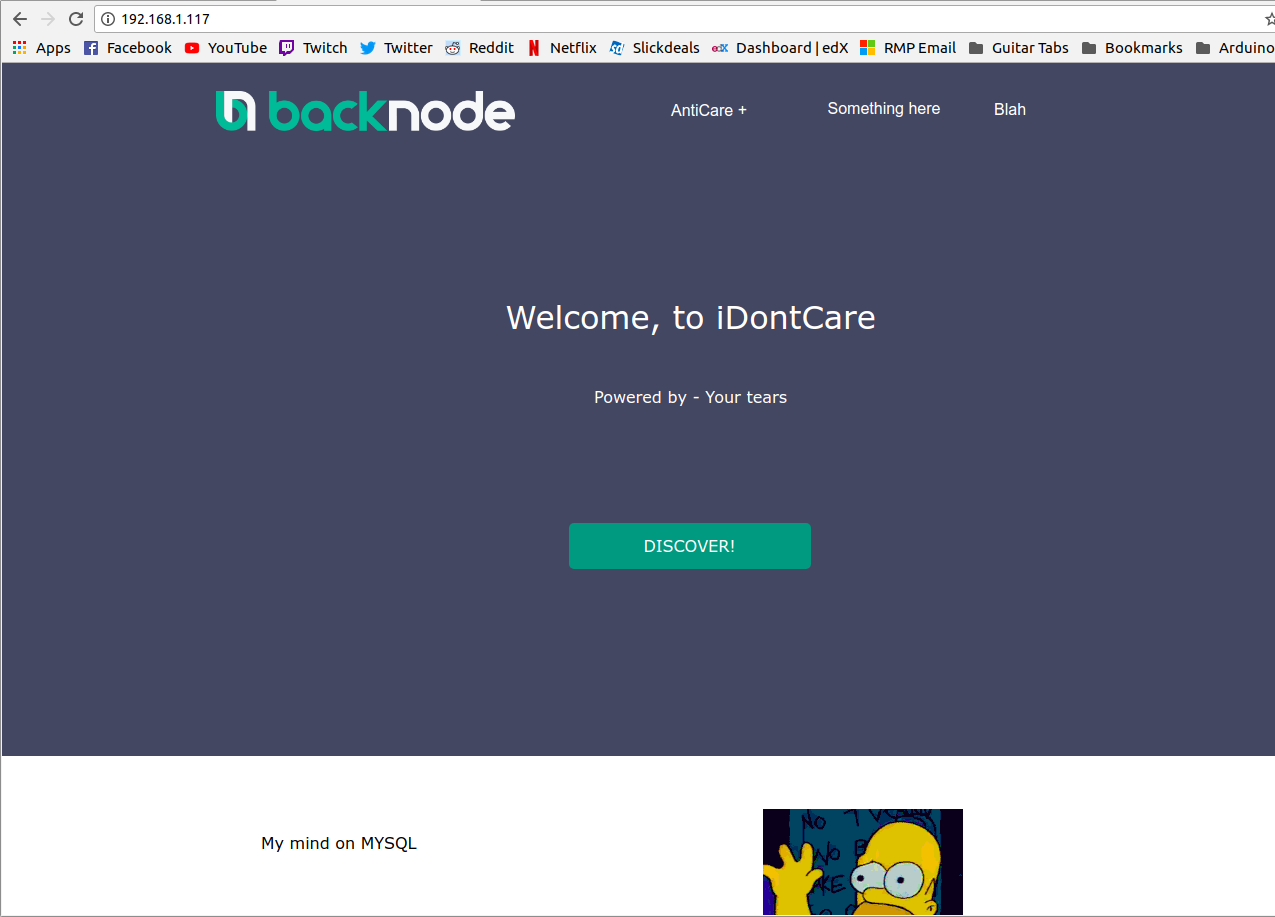 192.168.1.117
Apps Facebook YouTube Twitch Twitter Reddit Netflix Slickdeals edX Dashboard | edX RMP Email Guitar Tabs Bookmarks Arduino
backnode AntiCare + Something here Blah
Welcome, to iDontCare
Powered by - Your tears
DISCOVER!
My mind on MYSQL
NO TV
NO B